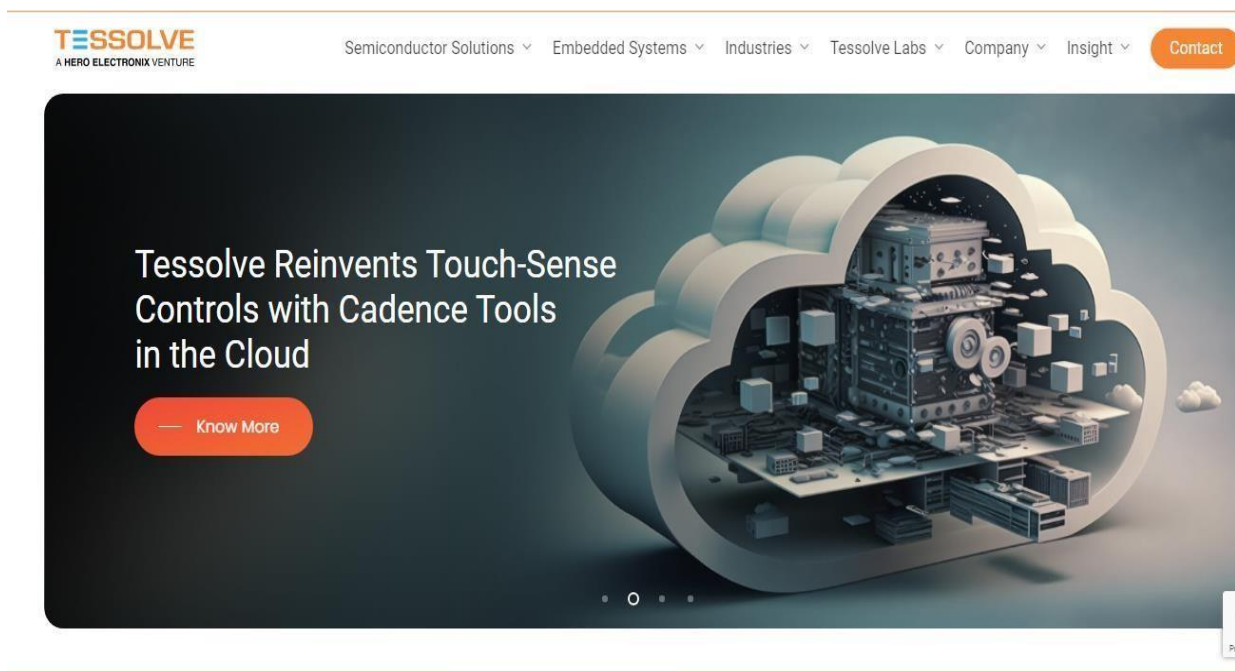 TESSOLVE
A HERO ELECTRONIX VENTURE
Semiconductor Solutions Embedded Systems Industries Tessolve Labs Company Insight Contact
Tessolve Reinvents Touch-Sense
Controls with Cadence Tools
in the Cloud
Know More